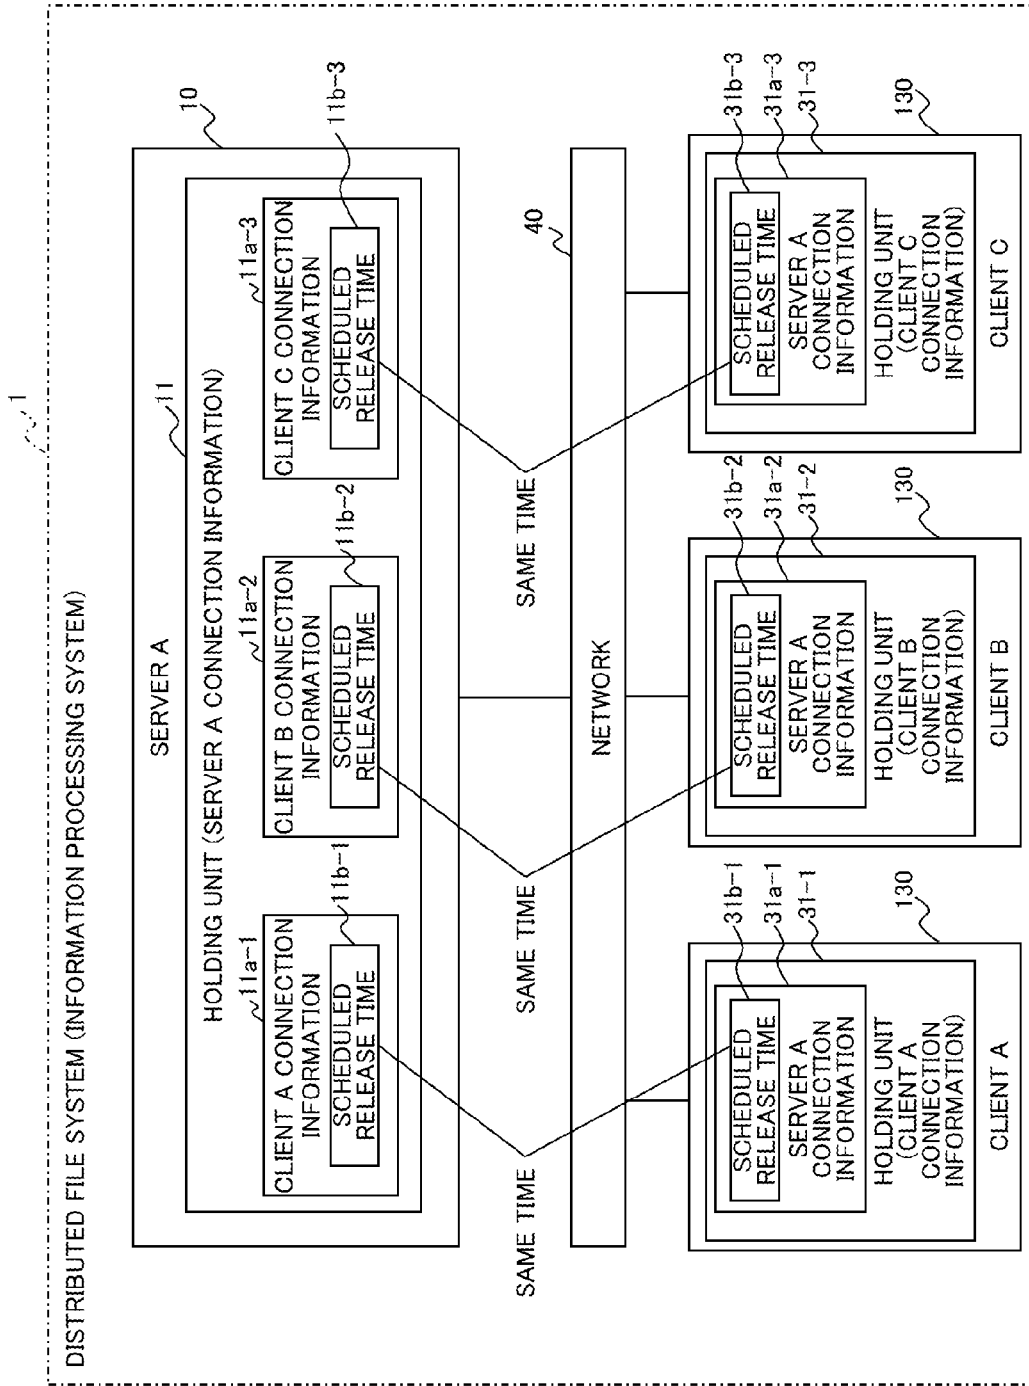 1
DISTRIBUTED FILE SYSTEM (INFORMATION PROCESSING SYSTEM)
SERVER A
10
HOLDING UNIT (SERVER A CONNECTION INFORMATION)
11
11a-1
CLIENT A CONNECTION
INFORMATION
SCHEDULED
RELEASE TIME
11b-1
11a-2
CLIENT B CONNECTION
INFORMATION
SCHEDULED
RELEASE TIME
11b-2
11a-3
CLIENT C CONNECTION
INFORMATION
SCHEDULED
RELEASE TIME
11b-3
SAME TIME
SAME TIME
SAME TIME
NETWORK
40
SCHEDULED
RELEASE TIME
SERVER A
CONNECTION
INFORMATION
HOLDING UNIT
(CLIENT A
CONNECTION
INFORMATION)
CLIENT A
31b-1
31a-1
31-1
130
SCHEDULED
RELEASE TIME
SERVER A
CONNECTION
INFORMATION
HOLDING UNIT
(CLIENT B
CONNECTION
INFORMATION)
CLIENT B
31b-2
31a-2
31-2
130
SCHEDULED
RELEASE TIME
SERVER A
CONNECTION
INFORMATION
HOLDING UNIT
(CLIENT C
CONNECTION
INFORMATION)
CLIENT C
31b-3
31a-3
31-3
130